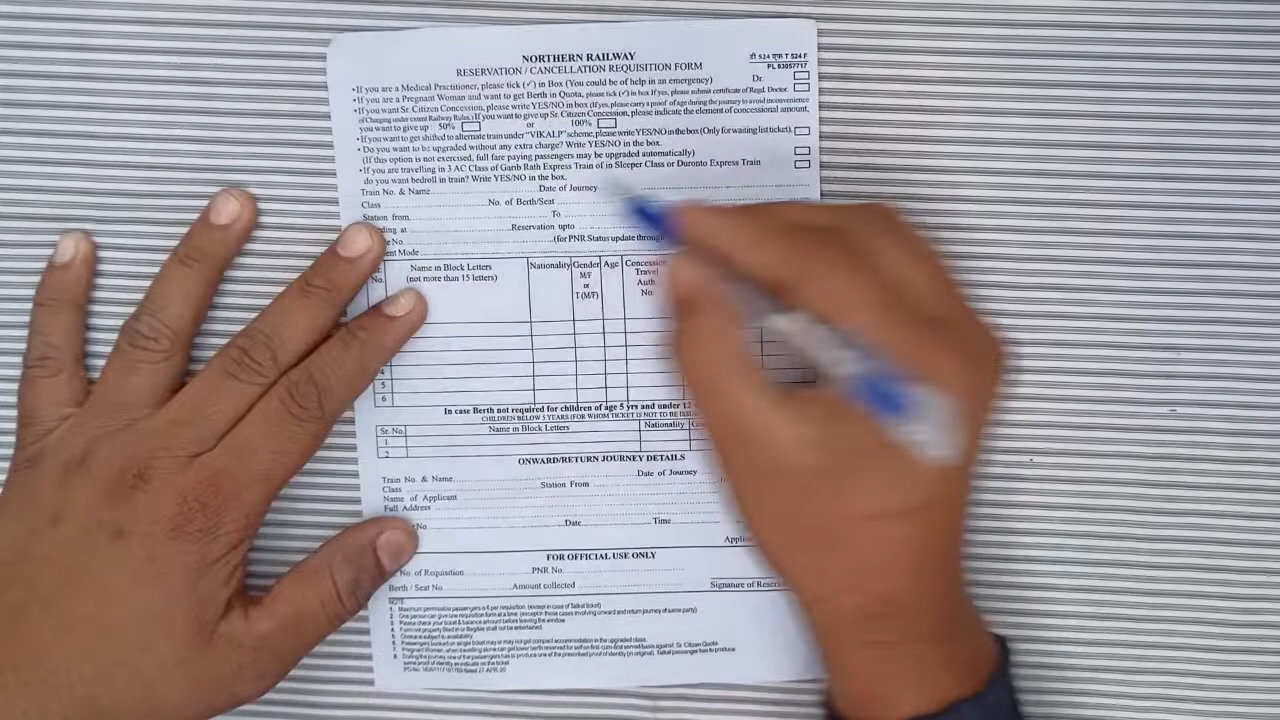 NORTHERN RAILWAY
टी 524 एफ T 524 F
RESERVATION / CANCELLATION REQUISITION FORM
PL 63057717
•If you are a Medical Practitioner, please tick (✓) in Box (You could be of help in an emergency) Dr.
•If you are a Pregnant Woman and want to get Berth in Quota, please tick (✓) in Box If yes, please submit certificate of Regd. Doctor.
•If you want Sr. Citizen Concession, please write YES/NO in box (If yes, please carry a proof of age during the journey to avoid inconvenience
of Charging under extent Railway Rules.) If you want to give up Sr. Citizen Concession, please indicate the element of concessional amount,
you want to give up : 50% or 100%
•If you want to get shifted to alternate train under "VIKALP" scheme, please write YES/NO in the box (Only for waiting list ticket).
• Do you want to be upgraded without any extra charge? Write YES/NO in the box.
(If this option is not exercised, full fare paying passengers may be upgraded automatically)
•If you are travelling in 3 AC Class of Garib Rath Express Train of in Sleeper Class or Duronto Express Train
do you want bedroll in train? Write YES/NO in the box.
Train No. & Name Date of Journey
Class No. of Berth/Seat
Station from To
ding at Reservation upto
No. (for PNR Status update through
ent Mode
No. Name in Block Letters (not more than 15 letters) Nationality Gender M/F or T (M/F) Age Concession Travel Auth. No.
4
5
6
In case Berth not required for children of age 5 yrs and under 12
CHILDREN BELOW 5 YEARS (FOR WHOM TICKET IS NOT TO BE
Sr. No. Name in Block Letters Nationality
1
2
ONWARD/RETURN JOURNEY DETAILS
Train No. & Name Date of Journey
Class Station From
Name of Applicant
Full Address
No Date Time
FOR OFFICIAL USE ONLY
No. of Requisition PNR No.
Berth / Seat No. Amount collected Signature of
NOTE
1. Maximum permissible passengers is 6 per requisition. (except in case of Tatkal ticket)
2. One person can give one requisition form at a time (except in those cases involving onward and return journey of same party)
3. Please check your ticket & balance amount before leaving the window
4. Form not properly filled in or illegible shall not be entertained
5. Choice is subject to availability
6. Passengers booked on single ticket may or may not get compact accommodation in the upgraded class.
7. Pregnant Woman, when travelling alone can get lower berth reserved for self on first-cum-first served basis against Sr. Citizen Quota
8. During the journey, one of the passengers has to produce one of the prescribed proof of identity (in original). Tatkal passenger has to produce
same proof of identity as indicate on the ticket